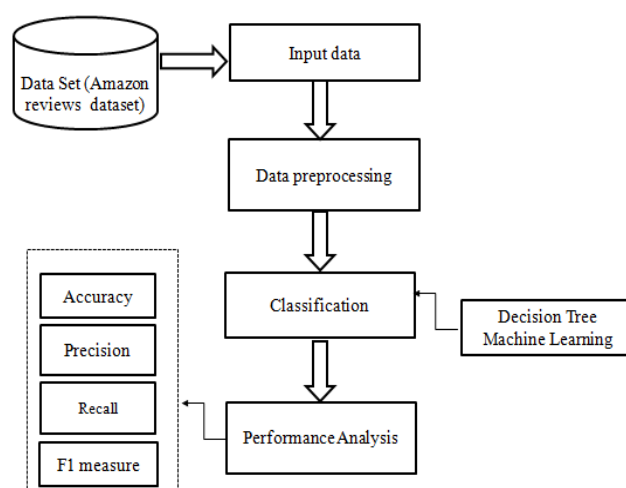 Data Set (Amazon
reviews dataset)
Input data
Data preprocessing
Classification
Decision Tree
Machine Learning
Performance Analysis
Accuracy
Precision
Recall
F1 measure